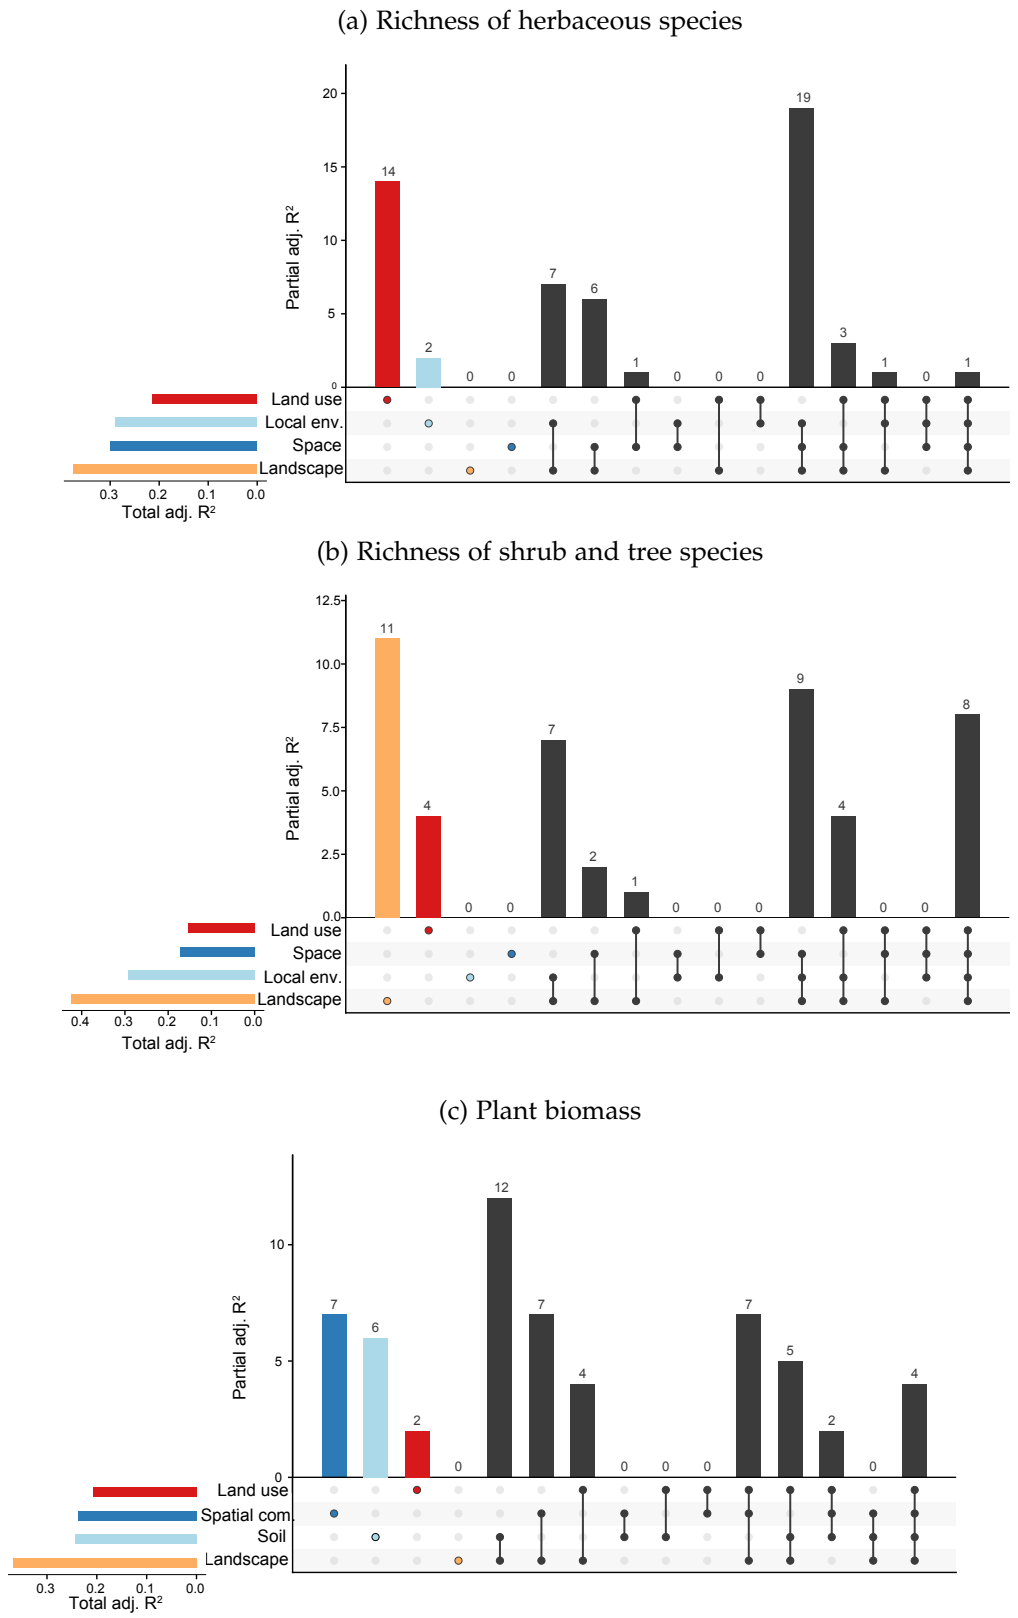 (a) Richness of herbaceous species
20
15
10
5
0
Partial adj. R²
14
2
0
0
7
6
1
0
0
0
19
3
1
0
1
Land use
Local env.
Space
Landscape
0.3 0.2 0.1 0.0
Total adj. R²
(b) Richness of shrub and tree species
12.5
10.0
7.5
5.0
2.5
0.0
Partial adj. R²
11
4
0
0
7
2
1
0
0
0
9
4
0
0
8
Land use
Space
Local env.
Landscape
0.4 0.3 0.2 0.1 0.0
Total adj. R²
(c) Plant biomass
10
5
0
Partial adj. R²
7
6
2
0
12
7
4
0
0
0
7
5
2
0
4
Land use
Spatial com.
Soil
Landscape
0.3 0.2 0.1 0.0
Total adj. R²